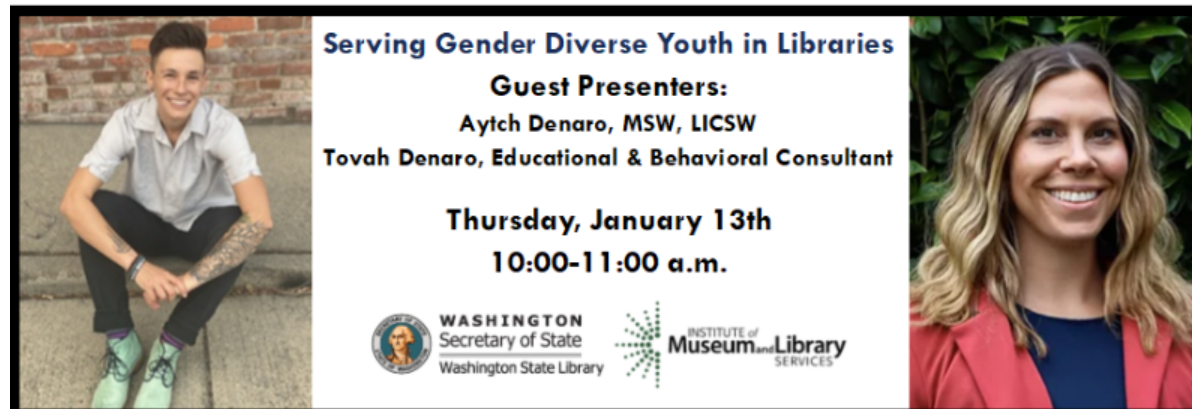 Serving Gender Diverse Youth in Libraries
Guest Presenters:
Aytch Denaro, MSW, LICSW
Tovah Denaro, Educational & Behavioral Consultant
Thursday, January 13th
10:00-11:00 a.m.
WASHINGTON
Secretary of State
Washington State Library
INSTITUTE of
Museum and Library
SERVICES